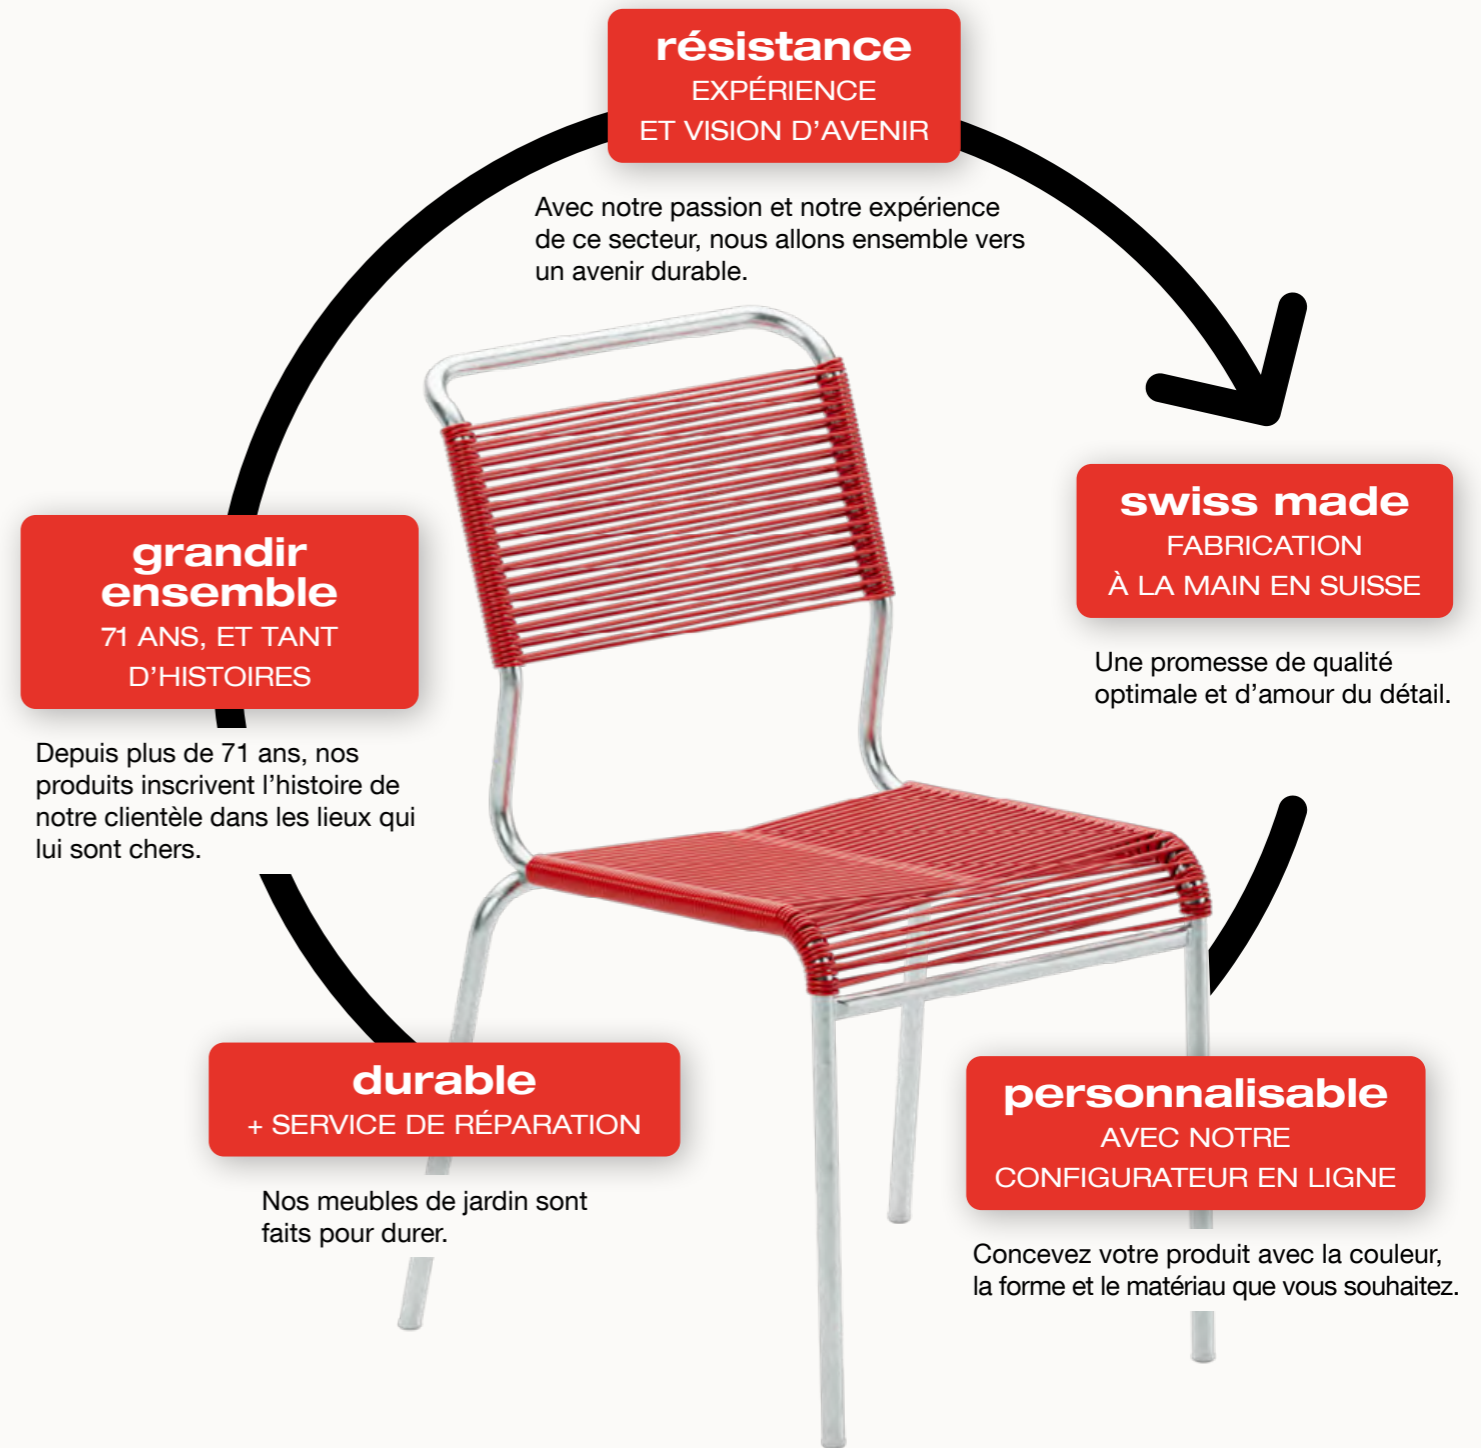 résistance
EXPÉRIENCE
ET VISION D’AVENIR
Avec notre passion et notre expérience
de ce secteur, nous allons ensemble vers
un avenir durable.
swiss made
FABRICATION
À LA MAIN EN SUISSE
Une promesse de qualité
optimale et d’amour du détail.
personnalisable
AVEC NOTRE
CONFIGURATEUR EN LIGNE
Concevez votre produit avec la couleur,
la forme et le matériau que vous souhaitez.
durable
+ SERVICE DE RÉPARATION
Nos meubles de jardin sont
faits pour durer.
grandir
ensemble
71 ANS, ET TANT
D’HISTOIRES
Depuis plus de 71 ans, nos
produits inscrivent l’histoire de
notre clientèle dans les lieux qui
lui sont chers.